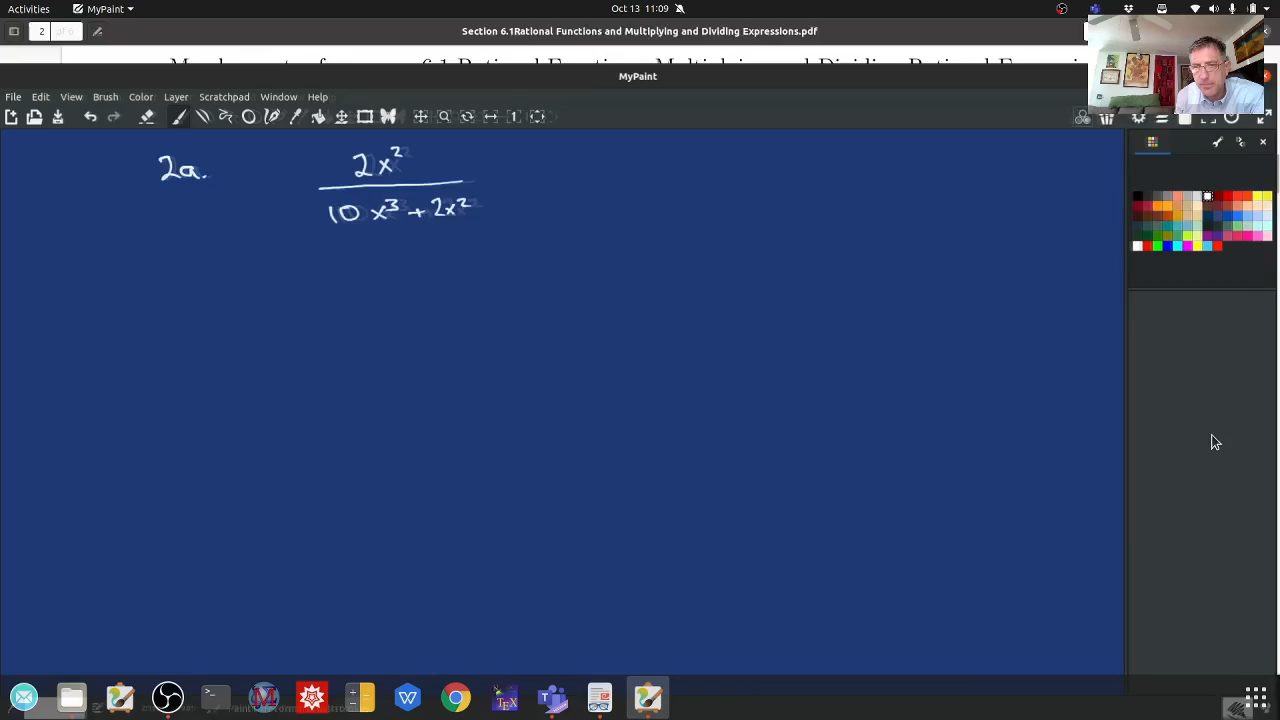 Activities MyPaint Oct 13 11:09
2 Section 6.1Rational Functions and Multiplying and Dividing Expressions.pdf
MyPaint
File Edit View Brush Color Layer Scratchpad Window Help
2a. 2x²
10x³ + 2x²